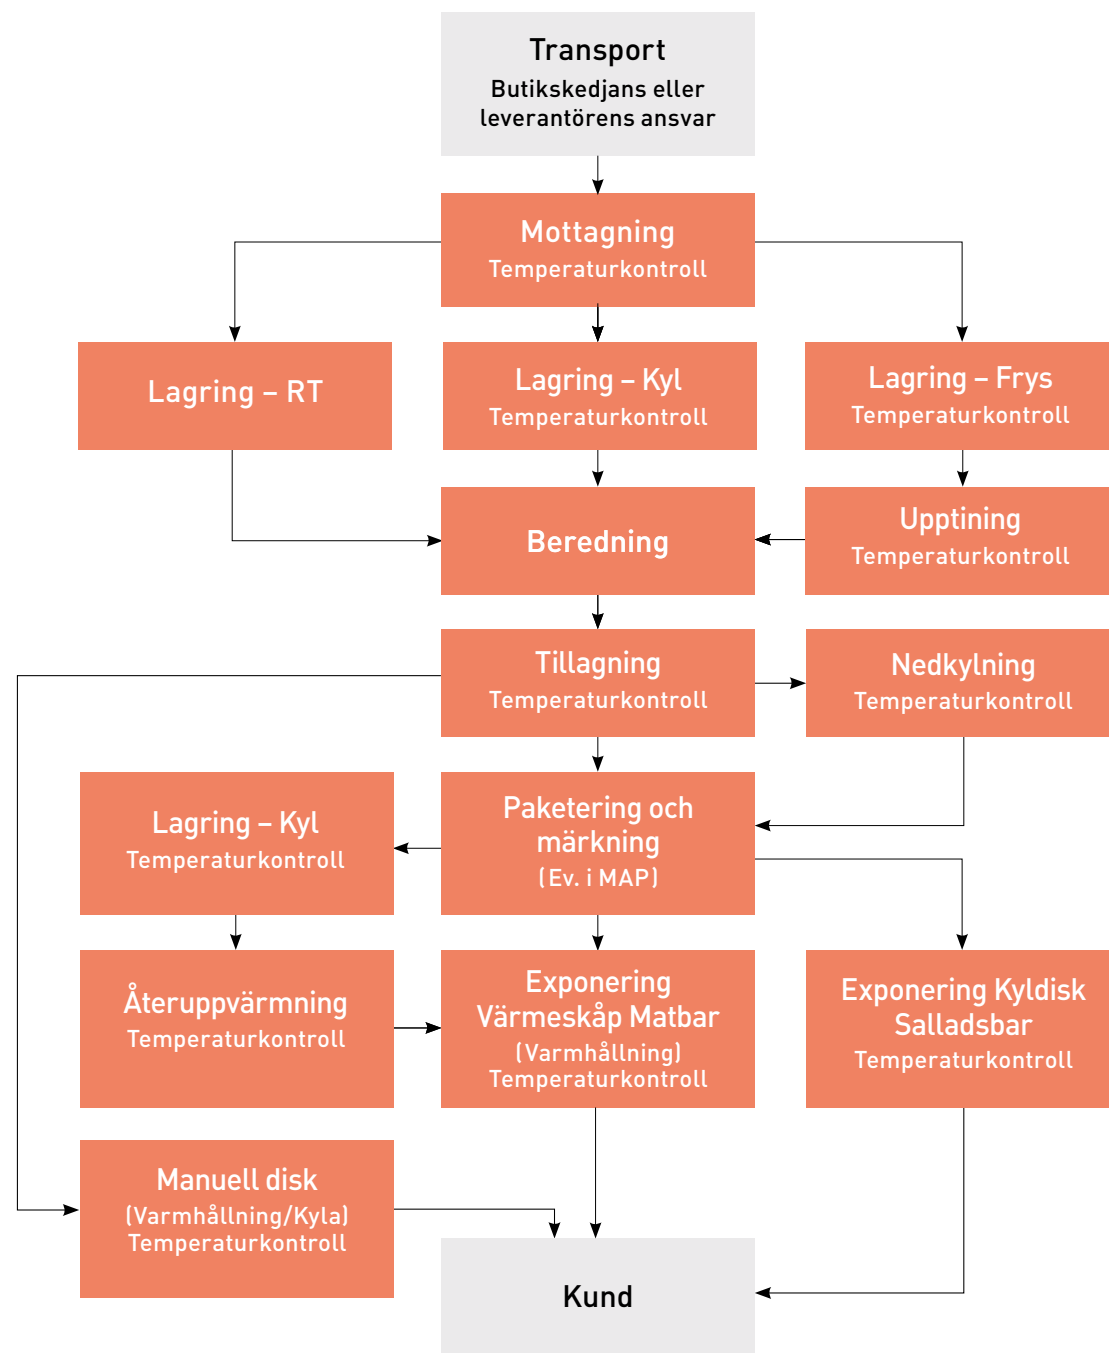 Transport
Butikskedjans eller
leverantörens ansvar
Mottagning
Temperaturkontroll
Lagring – RT
Lagring – Kyl
Temperaturkontroll
Lagring – Frys
Temperaturkontroll
Beredning
Upptining
Temperaturkontroll
Tillagning
Temperaturkontroll
Nedkylning
Temperaturkontroll
Lagring – Kyl
Temperaturkontroll
Paketering och
märkning
(Ev. i MAP)
Återuppvärmning
Temperaturkontroll
Exponering
Värmeskåp Matbar
(Varmhållning)
Temperaturkontroll
Exponering Kyldisk
Salladsbar
Temperaturkontroll
Manuell disk
(Varmhållning/Kyla)
Temperaturkontroll
Kund